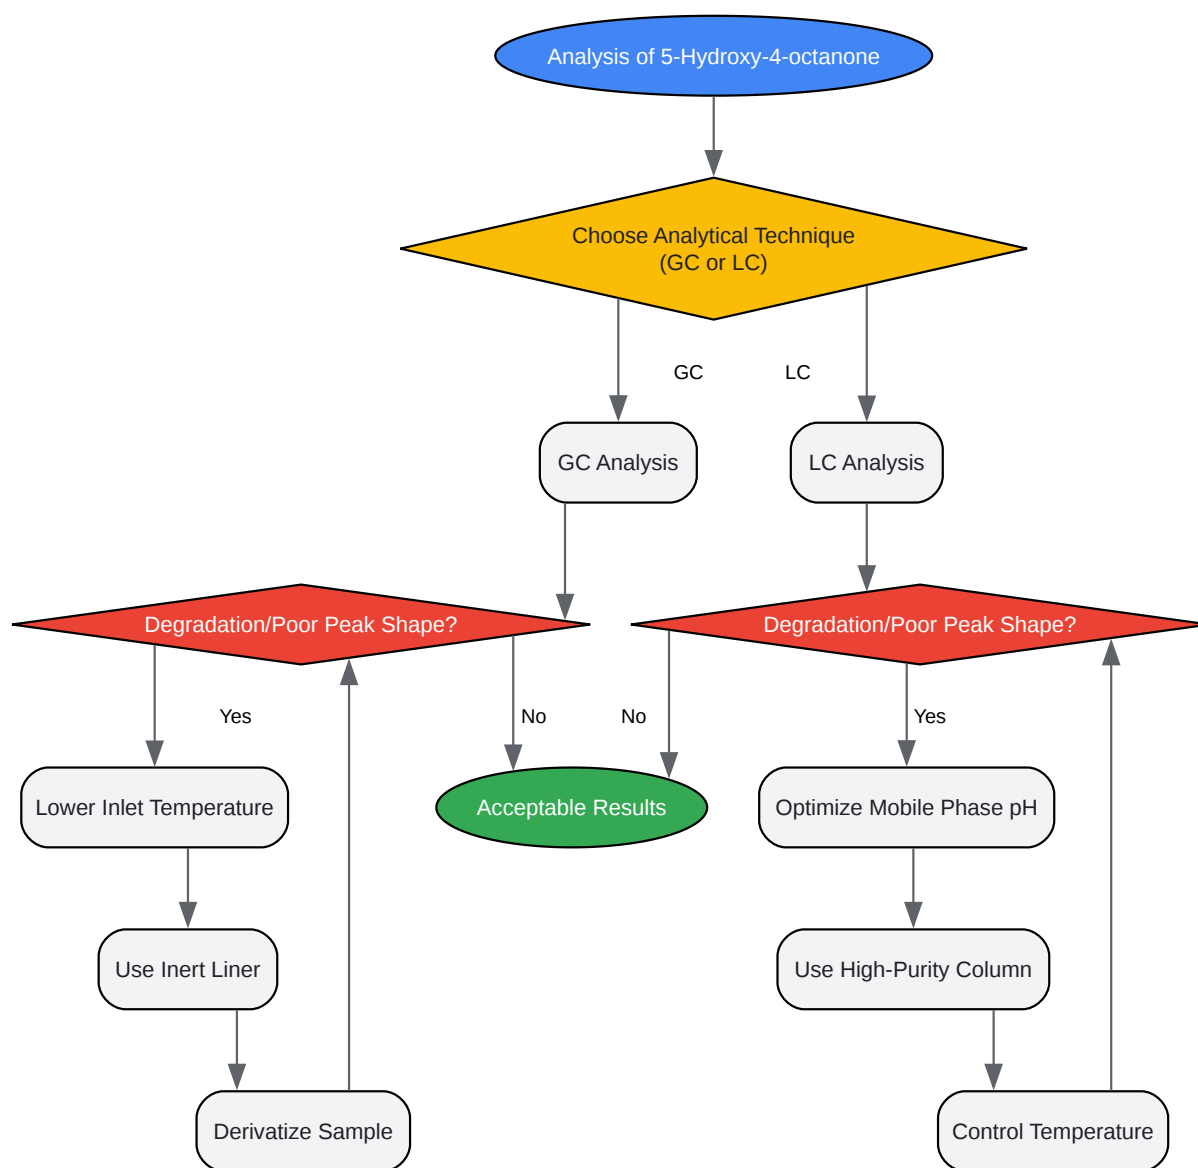 Analysis of 5-Hydroxy-4-octanone
Choose Analytical Technique
(GC or LC)
GC
LC
GC Analysis
LC Analysis
Degradation/Poor Peak Shape?
Degradation/Poor Peak Shape?
Yes
No
No
Yes
Lower Inlet Temperature
Acceptable Results
Optimize Mobile Phase pH
Use Inert Liner
Use High-Purity Column
Derivatize Sample
Control Temperature